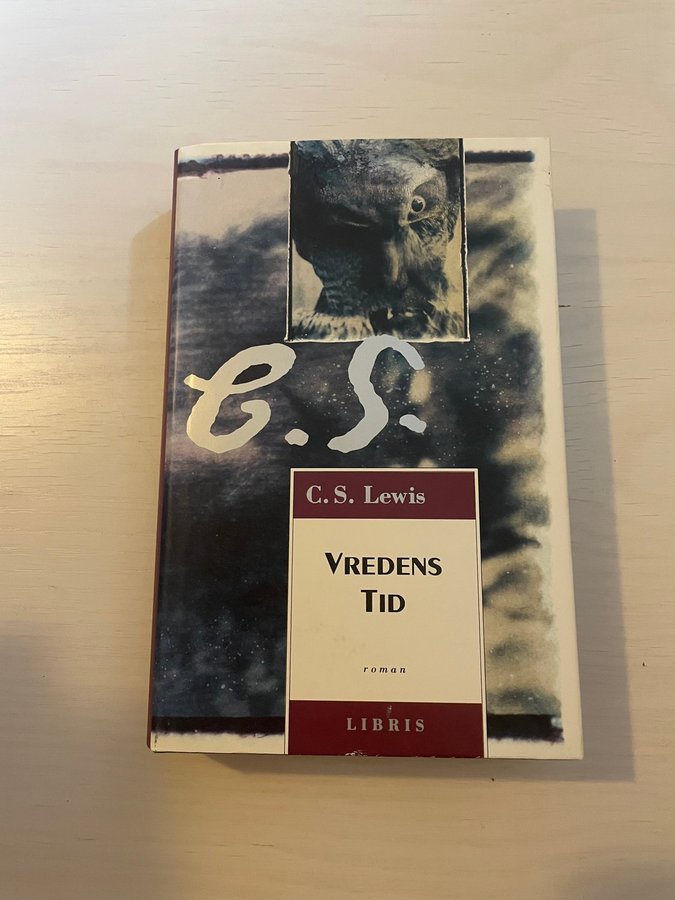 C. S.
C. S. Lewis
VREDENS
TID
roman
LIBRIS